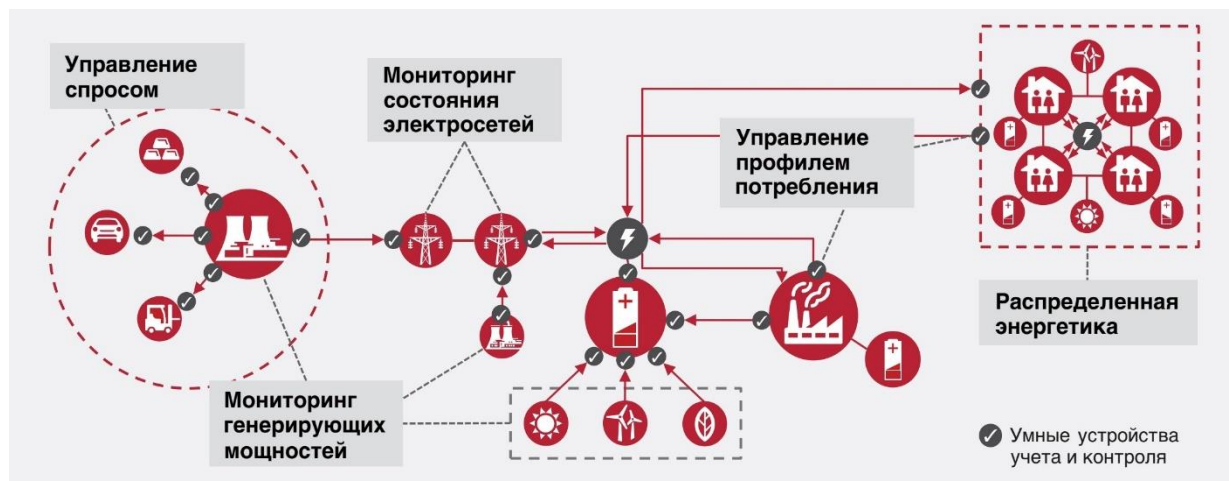 Управление
спросом
Мониторинг
состояния
электросетей
Управление
профилем
потребления
Распределенная
энергетика
Мониторинг
генерирующих
мощностей
Умные устройства
учета и контроля